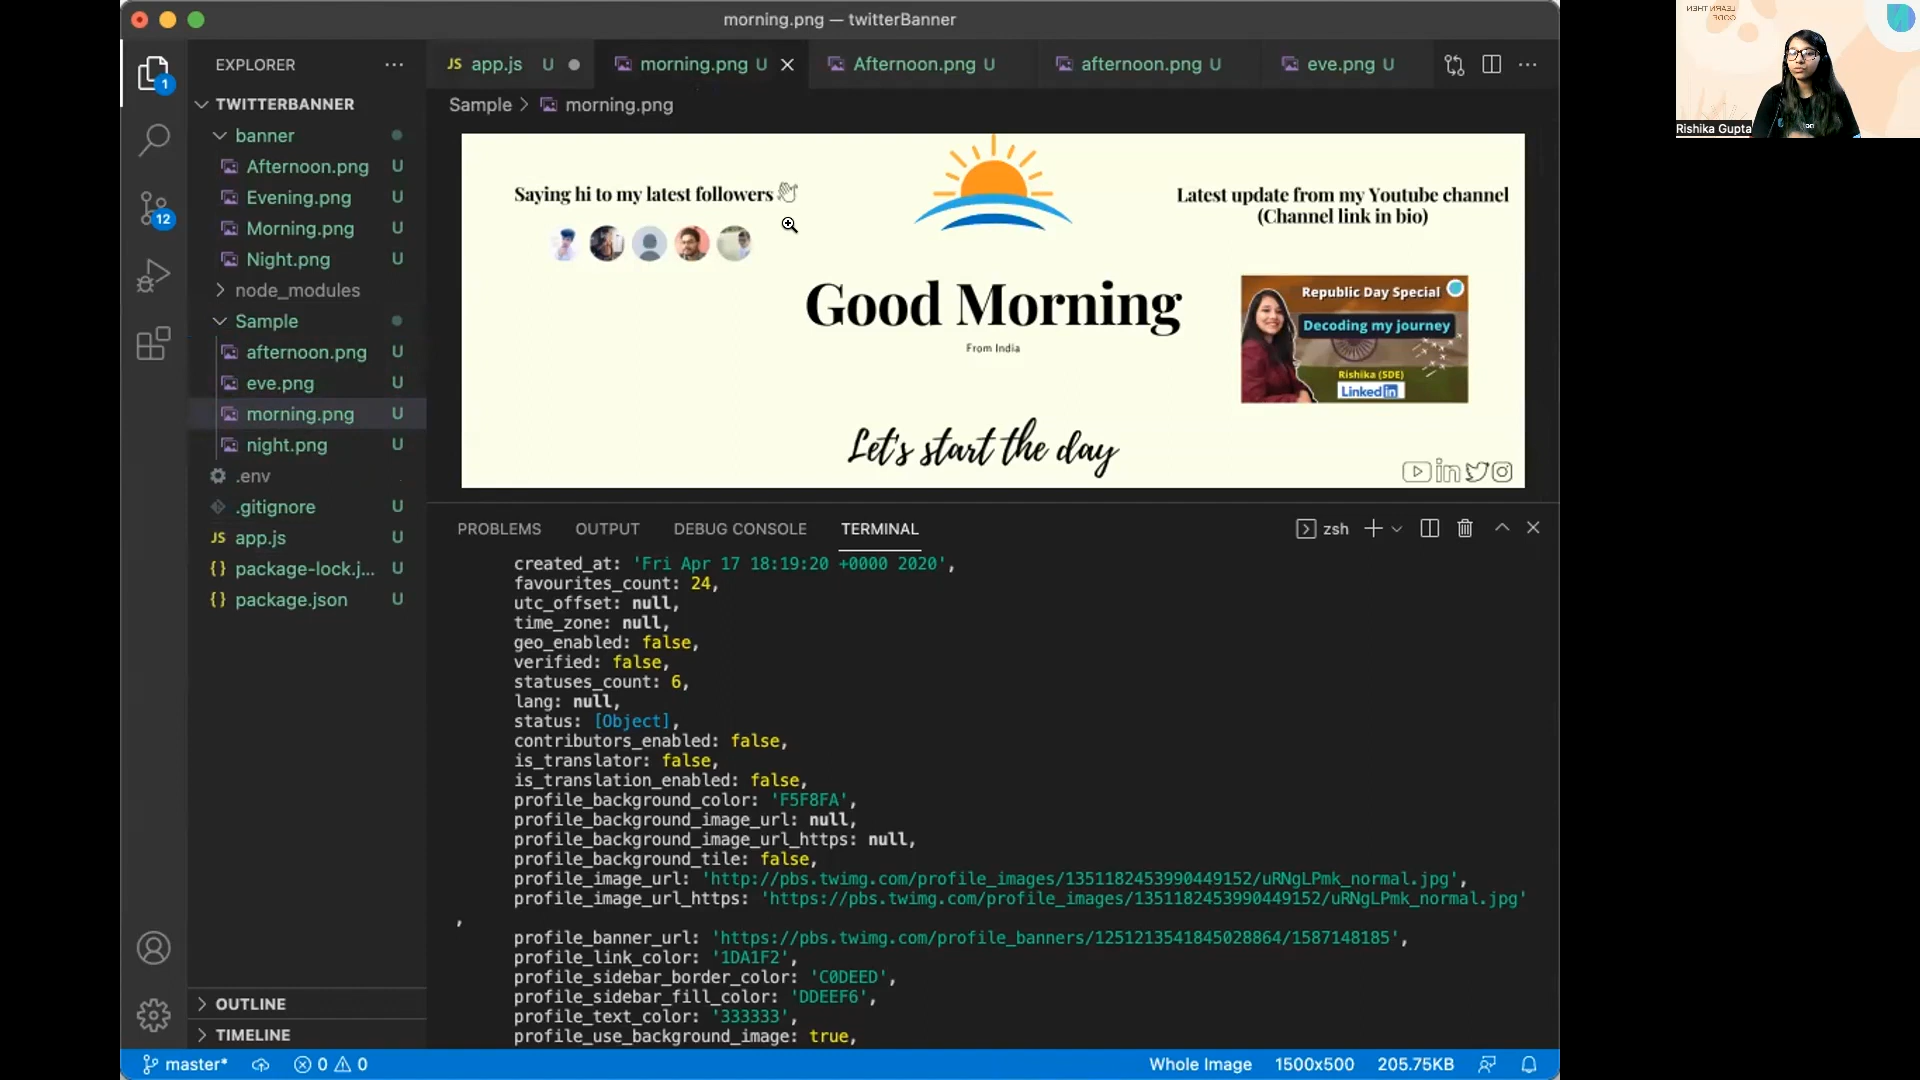 morning.png — twitterBanner
EXPLORER
TWITTERBANNER
banner
Afternoon.png U
Evening.png U
Morning.png U
Night.png U
node_modules
Sample
afternoon.png U
eve.png U
morning.png U
night.png U
.env
.gitignore U
JS app.js U
{} package-lock.j... U
{} package.json U
OUTLINE
TIMELINE
1
12
JS app.js U
morning.png U
Afternoon.png U
afternoon.png U
eve.png U
Sample > morning.png
Saying hi to my latest followers
Good Morning
From India
Let's start the day
Latest update from my Youtube channel
(Channel link in bio)
Republic Day Special
Decoding my journey
Rishika (SDE)
Linked in
in
PROBLEMS OUTPUT DEBUG CONSOLE TERMINAL
zsh
created_at: 'Fri Apr 17 18:19:20 +0000 2020',
favourites_count: 24,
utc_offset: null,
time_zone: null,
geo_enabled: false,
verified: false,
statuses_count: 6,
lang: null,
status: [Object],
contributors_enabled: false,
is_translator: false,
is_translation_enabled: false,
profile_background_color: 'F5F8FA',
profile_background_image_url: null,
profile_background_image_url_https: null,
profile_background_tile: false,
profile_image_url: 'http://pbs.twimg.com/profile_images/1351182453990449152/uRNgLPmk_normal.jpg',
profile_image_url_https: 'https://pbs.twimg.com/profile_images/1351182453990449152/uRNgLPmk_normal.jpg'
,
profile_banner_url: 'https://pbs.twimg.com/profile_banners/1251213541845028864/1587148185',
profile_link_color: '1DA1F2',
profile_sidebar_border_color: 'C0DEED',
profile_sidebar_fill_color: 'DDEEF6',
profile_text_color: '333333',
profile_use_background_image: true,
master* 0 0
Whole Image 1500x500 205.75KB
LEARN THEN
CODE
Rishika Gupta